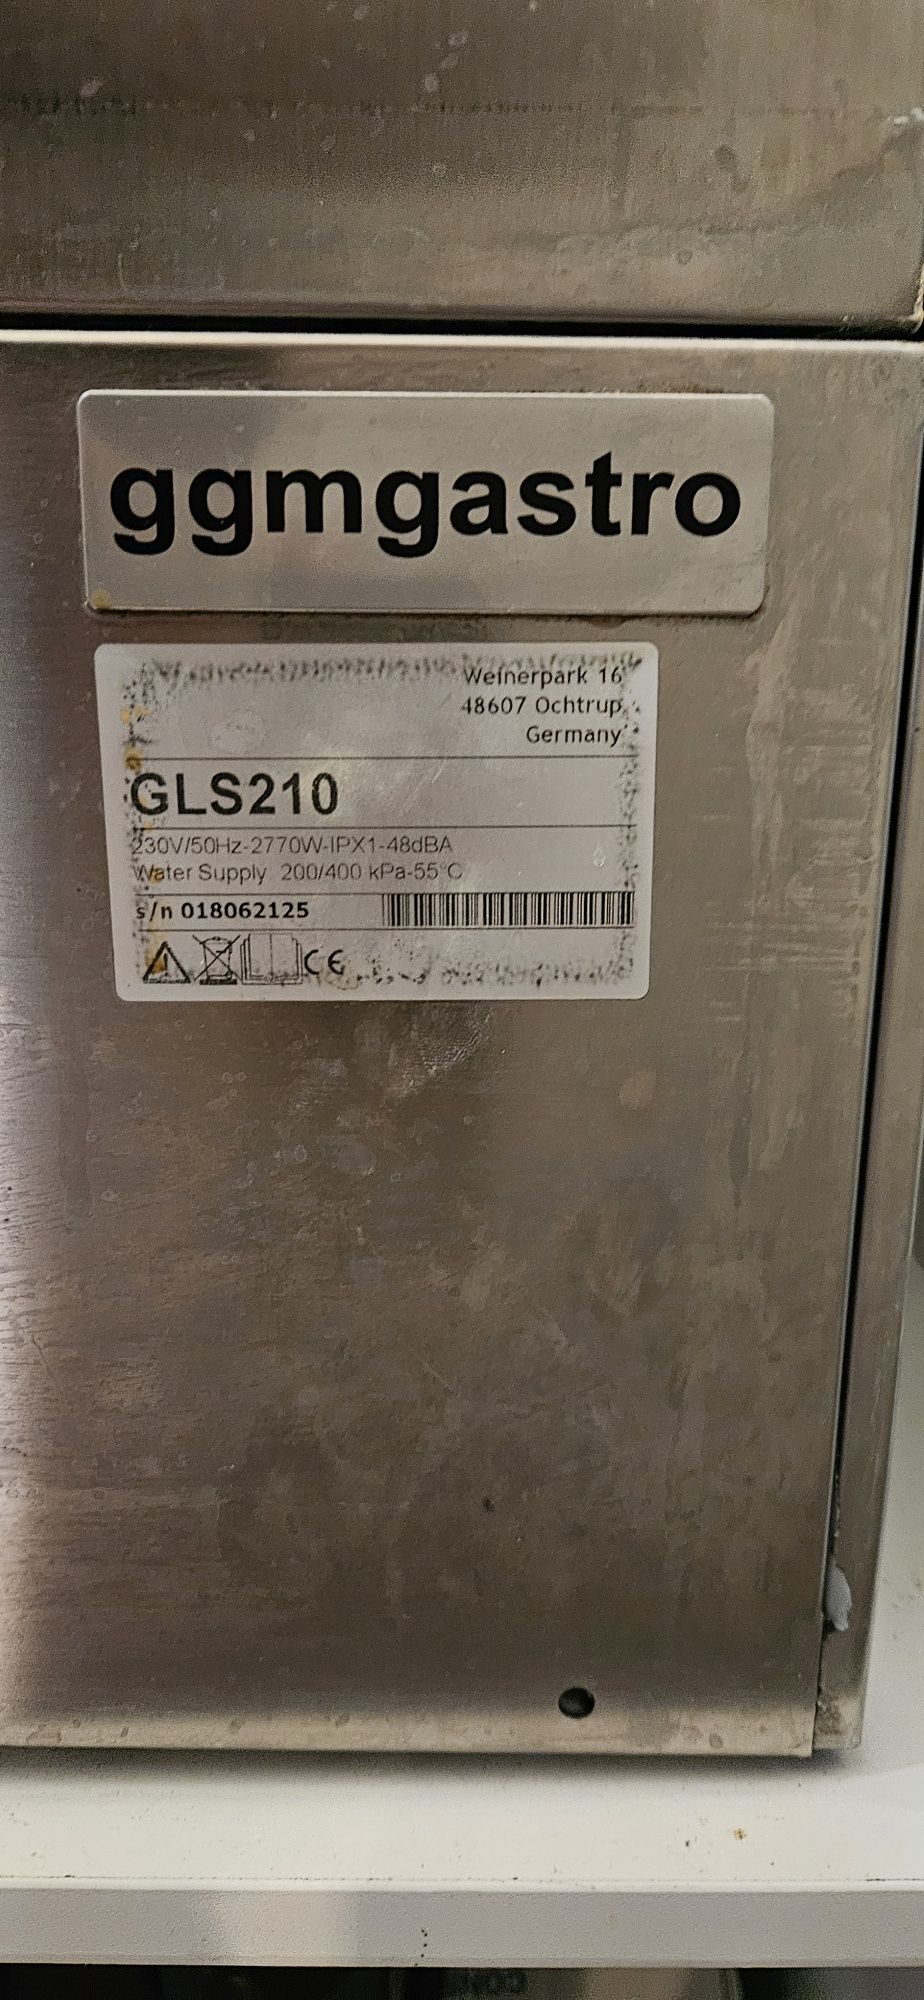 ggmgastro
Weinerpark 16
48607 Ochtrup
Germany
GLS210
230V/50Hz-2770W-IPX1-48dBA
Water Supply 200/400 kPa-55°C
s/n 018062125
CE